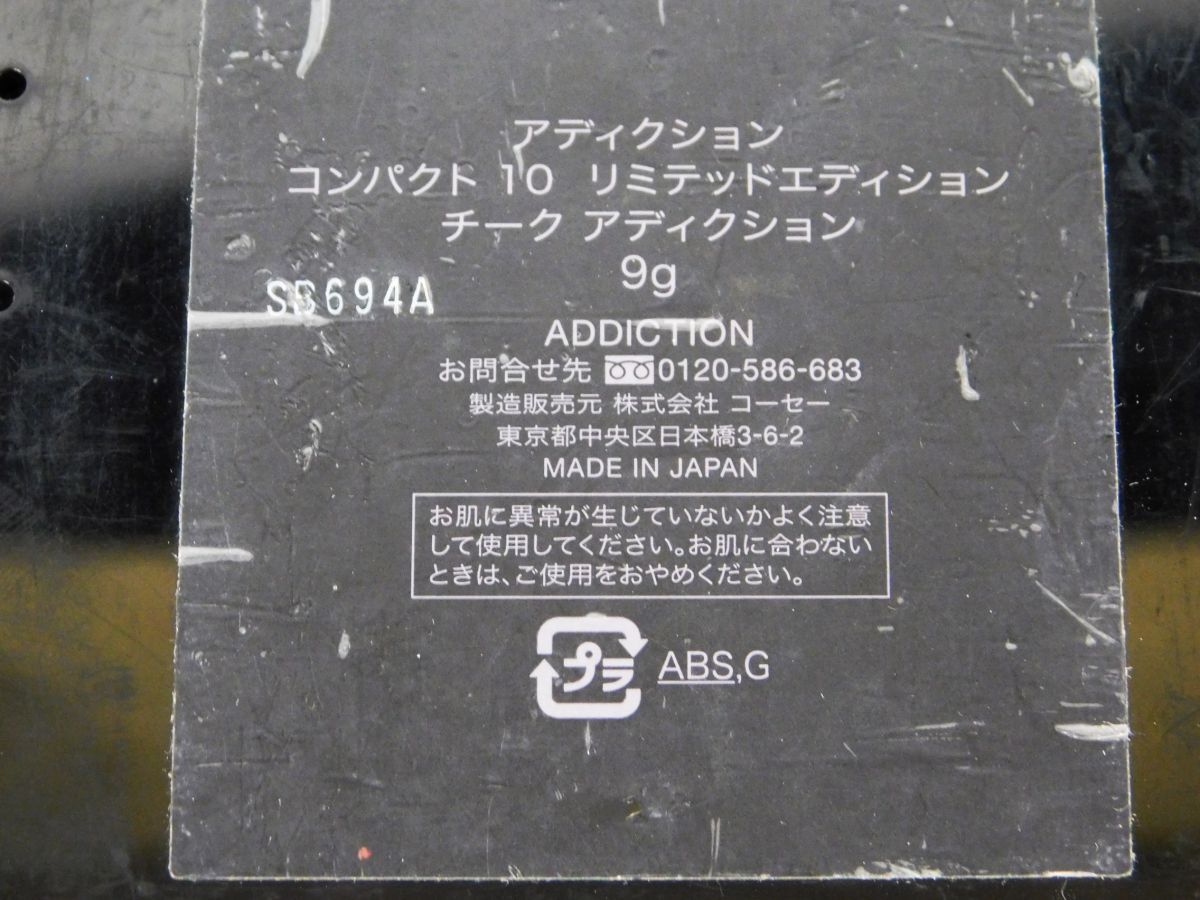 アディクション
コンパクト 10 リミテッドエディション
チーク アディクション
9g
SB694A
ADDICTION
お問合せ先 0120-586-683
製造販売元 株式会社 コーセー
東京都中央区日本橋3-6-2
MADE IN JAPAN
お肌に異常が生じていないかよく注意
して使用してください。お肌に合わない
ときは、ご使用をおやめください。
プラ ABS,G